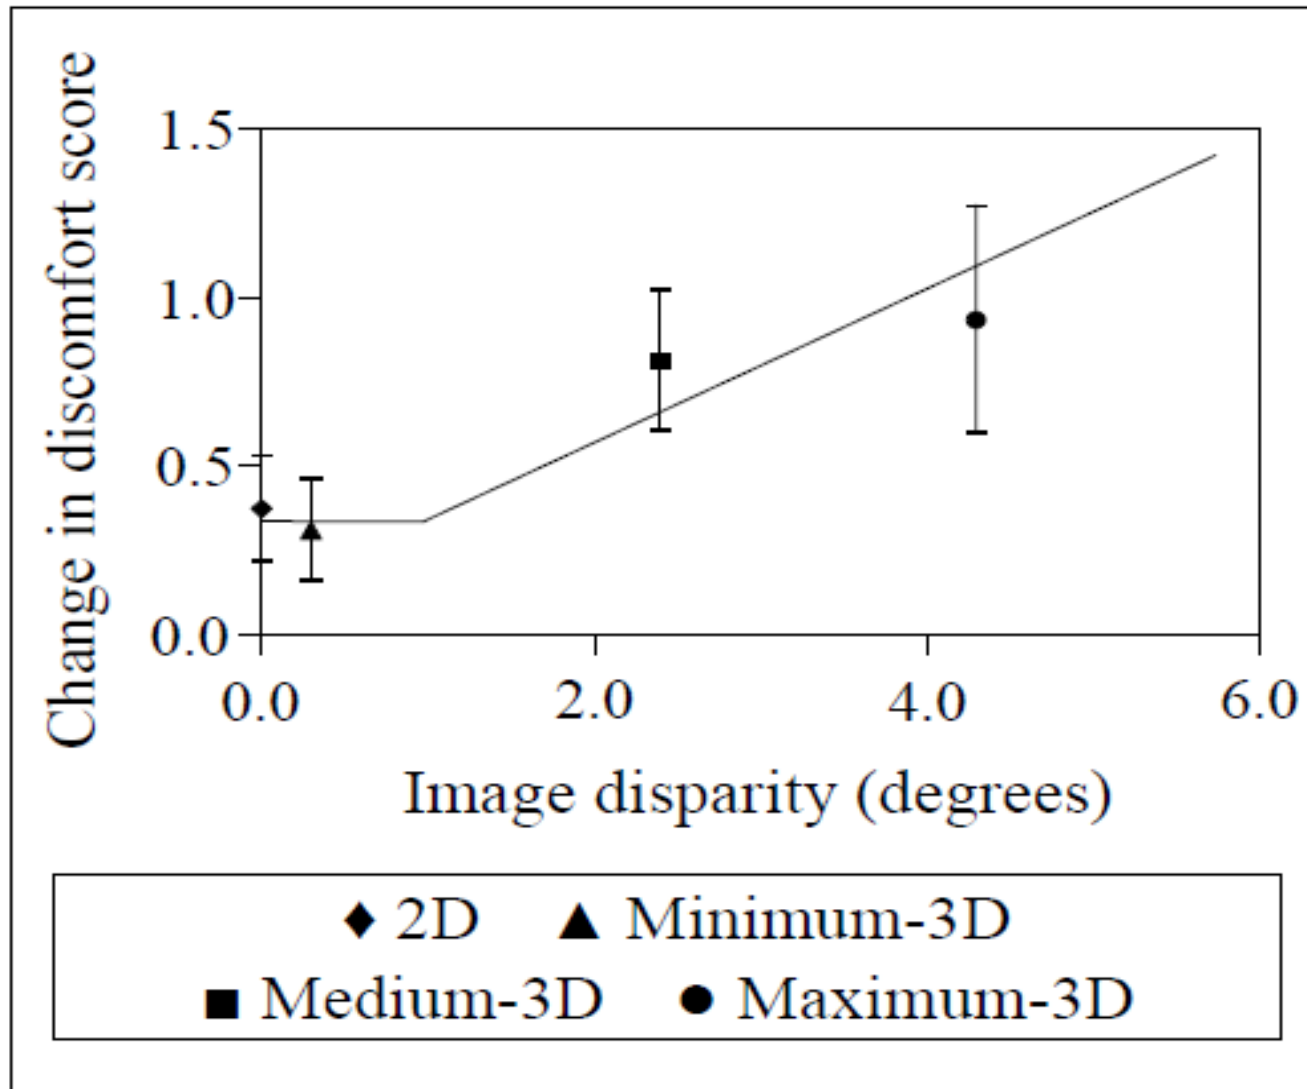 Change in discomfort score
1.5
1.0
0.5
0.0
0.0 2.0 4.0 6.0
Image disparity (degrees)
2D Minimum-3D
Medium-3D Maximum-3D